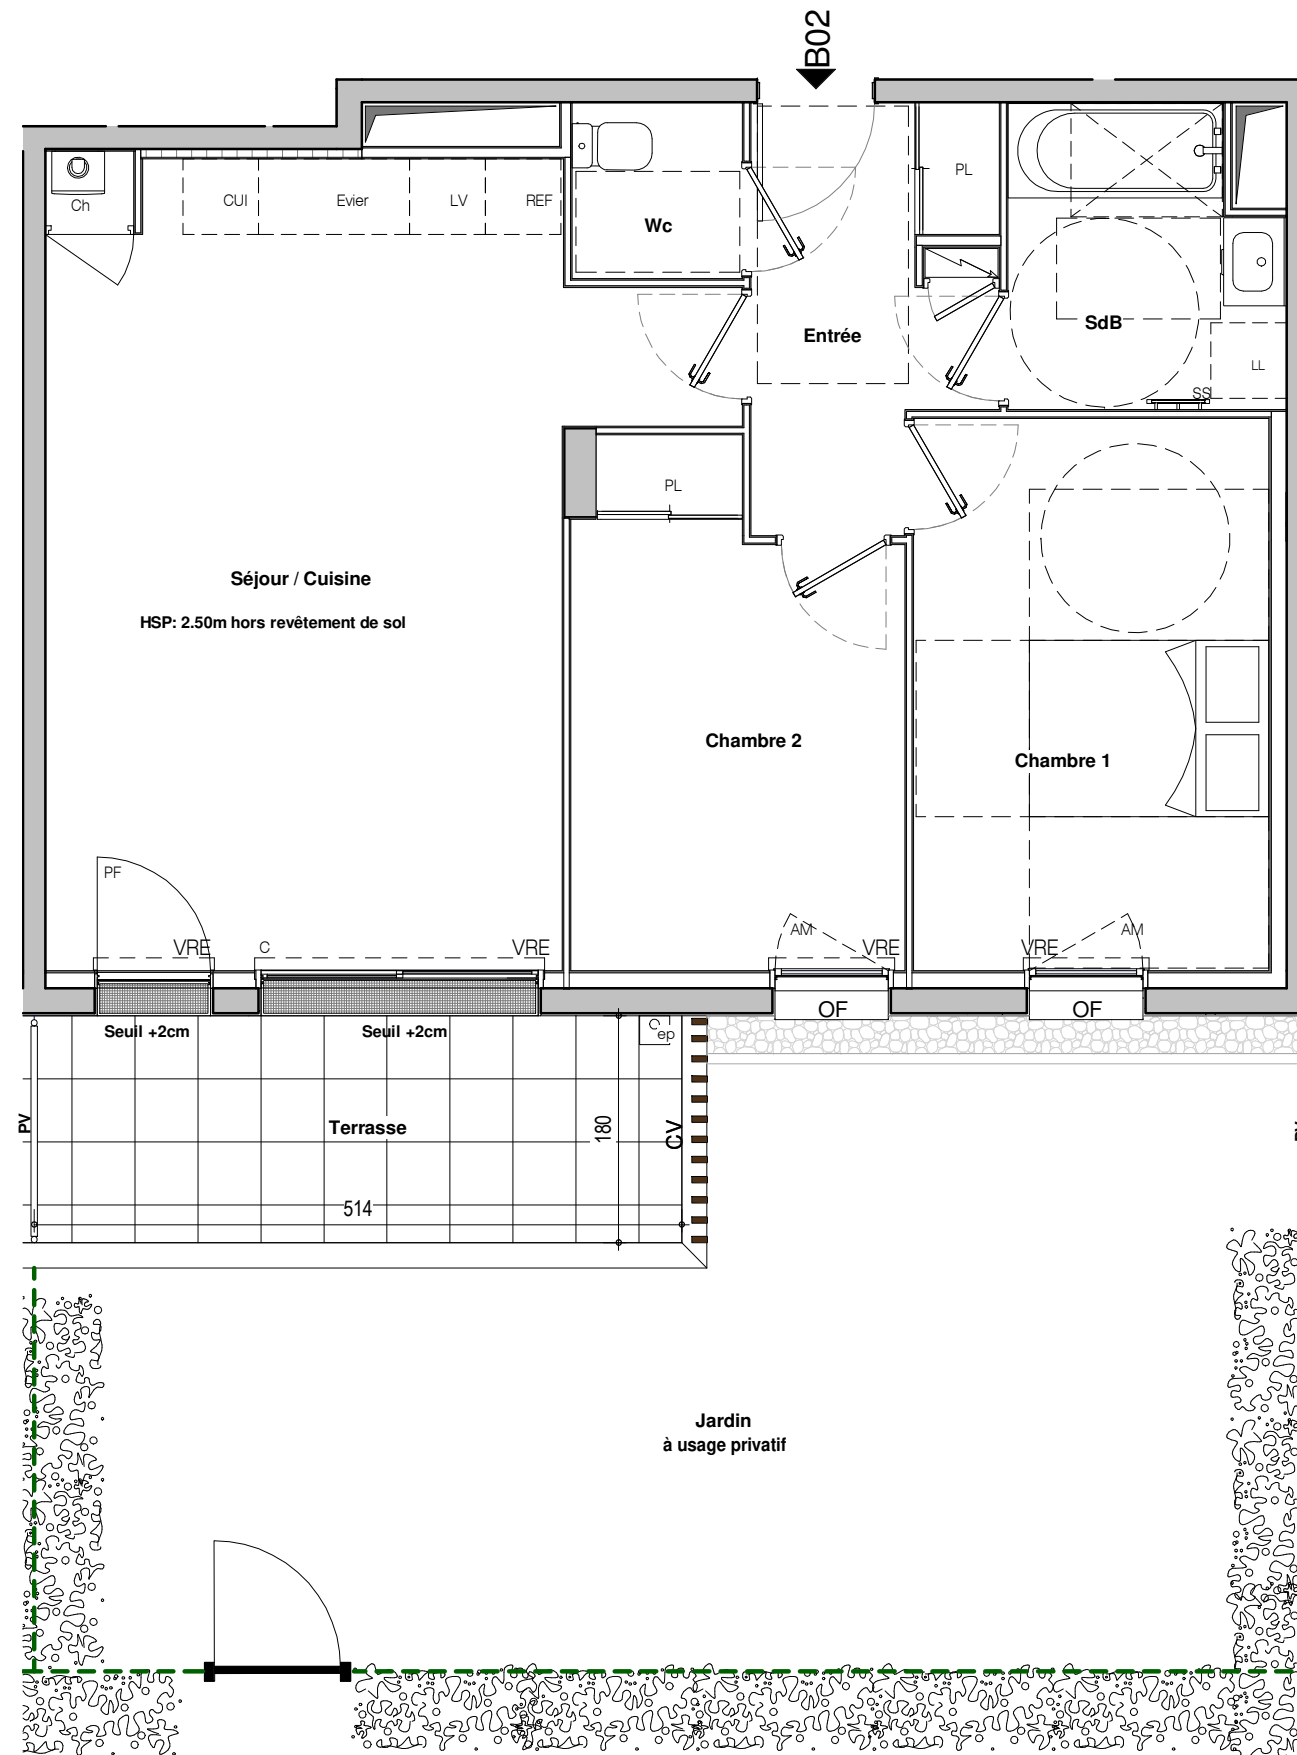 B02
Ch
CUI
Evier
LV
REF
Wc
PL
Entrée
SdB
LL
SS
PL
Séjour / Cuisine
HSP: 2.50m hors revêtement de sol
Chambre 2
Chambre 1
PF
VRE
C
VRE
AM
VRE
VRE
AM
OF
OF
Seuil +2cm
Seuil +2cm
ep
PV
Terrasse
180
CV
514
Jardin
à usage privatif